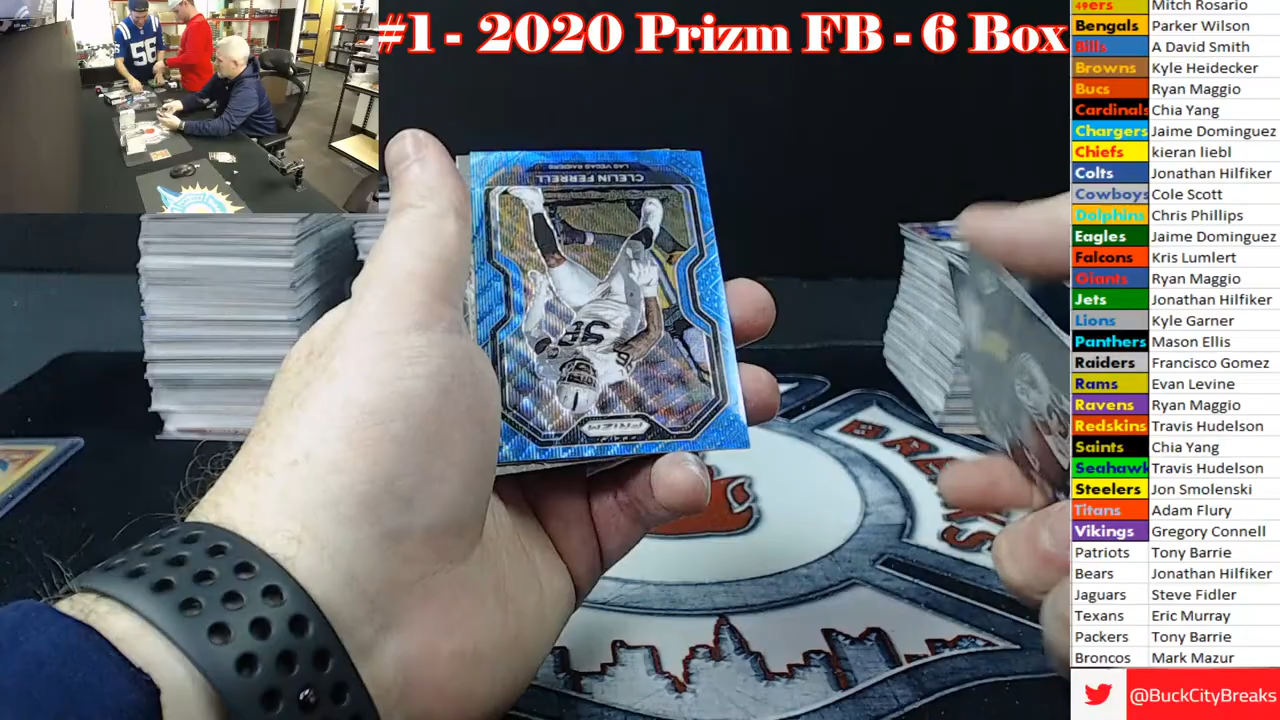 #1 - 2020 Prizm FB - 6 Box
49ers Mitch Rosario
Bengals Parker Wilson
Bills A David Smith
Browns Kyle Heidecker
Bucs Ryan Maggio
Cardinals Chia Yang
Chargers Jaime Dominguez
Chiefs kieran liebl
Colts Jonathan Hilfiker
Cowboys Cole Scott
Dolphins Chris Phillips
Eagles Jaime Dominguez
Falcons Kris Lumlert
Giants Ryan Maggio
Jets Jonathan Hilfiker
Lions Kyle Garner
Panthers Mason Ellis
Raiders Francisco Gomez
Rams Evan Levine
Ravens Ryan Maggio
Redskins Travis Hudelson
Saints Chia Yang
Seahawk Travis Hudelson
Steelers Jon Smolenski
Titans Adam Flury
Vikings Gregory Connell
Patriots Tony Barrie
Bears Jonathan Hilfiker
Jaguars Steve Fidler
Texans Eric Murray
Packers Tony Barrie
Broncos Mark Mazur
@BuckCityBreaks
56
LAS VEGAS RAIDERS
CLELIN FERRELL
96
PRIZM